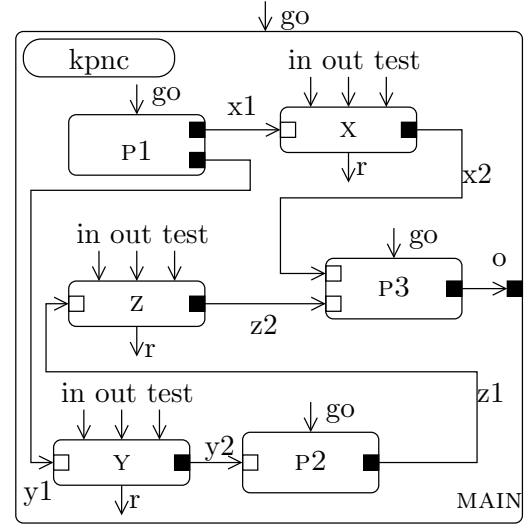 go
kpnc
in out test
go
x1
P1
X
r
x2
in out test
go
o
Z
P3
z2
r
in out test
go
z1
y2
Y
P2
y1
r
MAIN